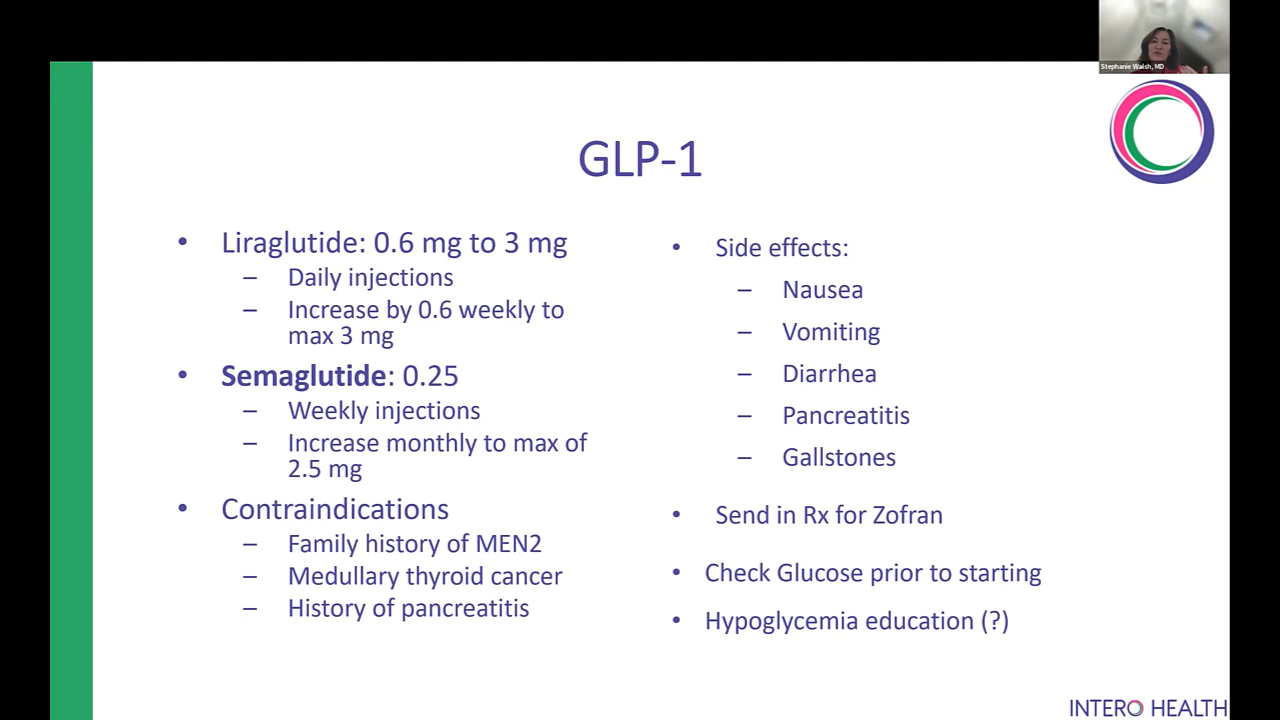 Stephanie Walsh, MD
GLP-1
• Liraglutide: 0.6 mg to 3 mg
– Daily injections
– Increase by 0.6 weekly to
max 3 mg
• Semaglutide: 0.25
– Weekly injections
– Increase monthly to max of
2.5 mg
• Contraindications
– Family history of MEN2
– Medullary thyroid cancer
– History of pancreatitis
• Side effects:
– Nausea
– Vomiting
– Diarrhea
– Pancreatitis
– Gallstones
• Send in Rx for Zofran
• Check Glucose prior to starting
• Hypoglycemia education (?)
INTERO HEALTH